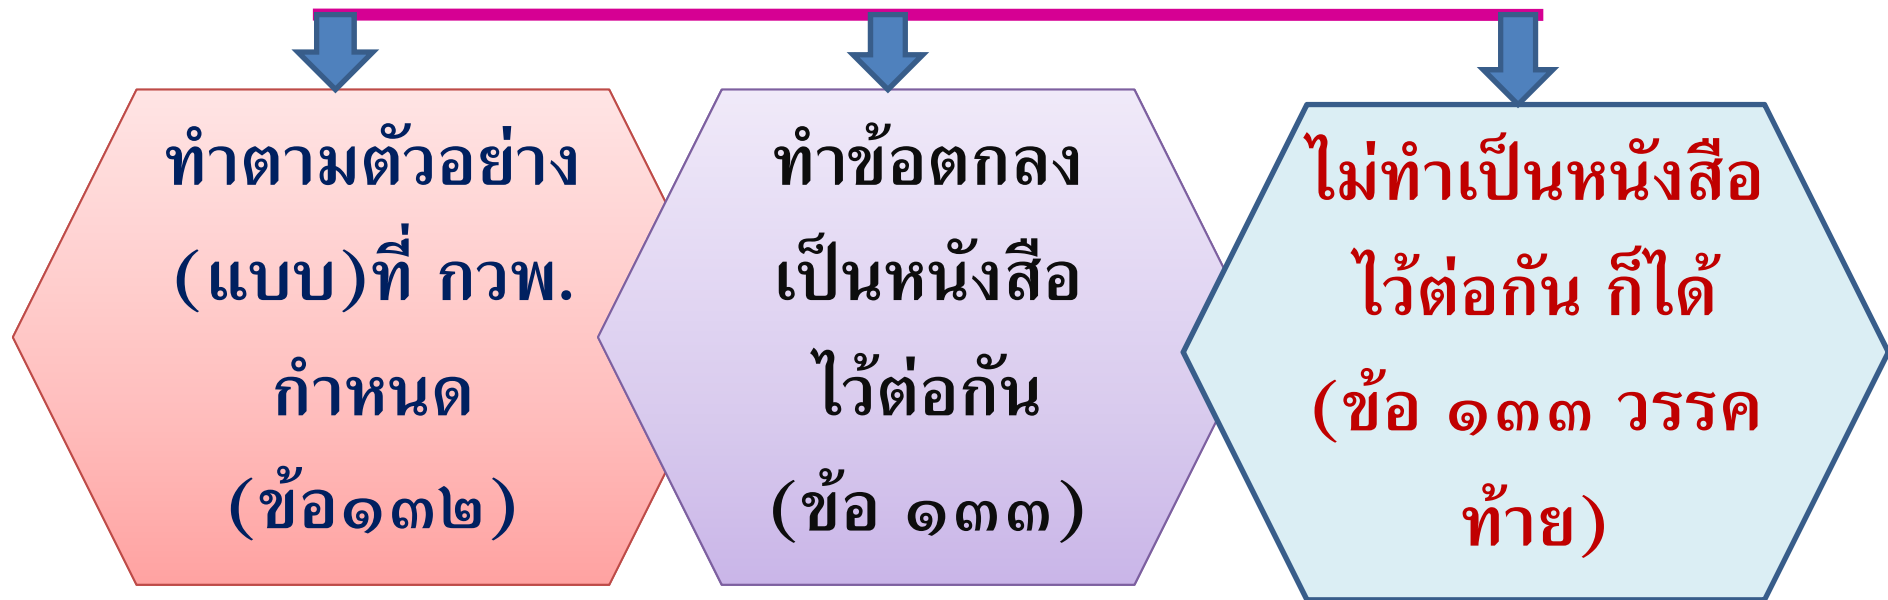 ทำตามตัวอย่าง
(แบบ)ที่ กวพ.
กำหนด
(ข้อ๑๓๒)
ทำข้อตกลง
เป็นหนังสือ
ไว้ต่อกัน
(ข้อ ๑๓๓)
ไม่ทำเป็นหนังสือ
ไว้ต่อกัน ก็ได้
(ข้อ ๑๓๓ วรรค
ท้าย)